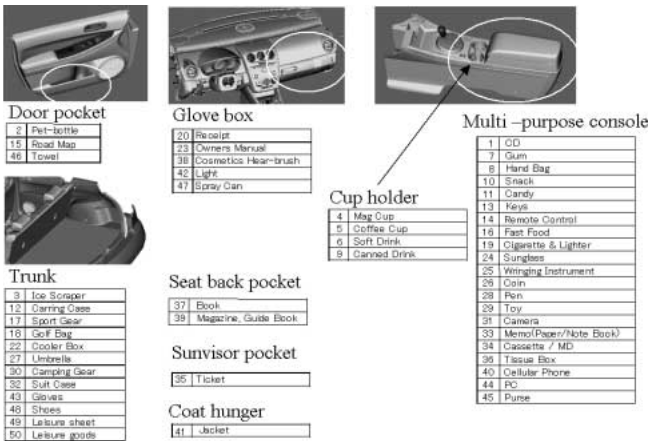 Door pocket
2 Pet-bottle
15 Road Map
46 Towel
Glove box
20 Receipt
23 Owners Manual
38 Cosmetics Hear-brush
42 Light
47 Spray Can
Cup holder
4 Mag Cup
5 Coffee Cup
6 Soft Drink
9 Canned Drink
Multi -purpose console
1 CD
7 Gum
8 Hand Bag
10 Snack
11 Candy
13 Keys
14 Remote Control
16 Fast Food
19 Cigarette & Lighter
24 Sunglass
25 Wringing Instrument
26 Coin
28 Pen
29 Toy
31 Camera
33 Memo(Paper/Note Book)
34 Cassette / MD
36 Tissue Box
40 Cellular Phone
44 PC
45 Purse
Trunk
3 Ice Scraper
12 Carring Case
17 Sport Gear
18 Golf Bag
22 Cooler Box
27 Umbrella
30 Camping Gear
32 Suit Case
43 Gloves
48 Shoes
49 Leisure sheet
50 Leisure goods
Seat back pocket
37 Book
39 Magazine, Guide Book
Sunvisor pocket
35 Ticket
Coat hunger
41 Jacket